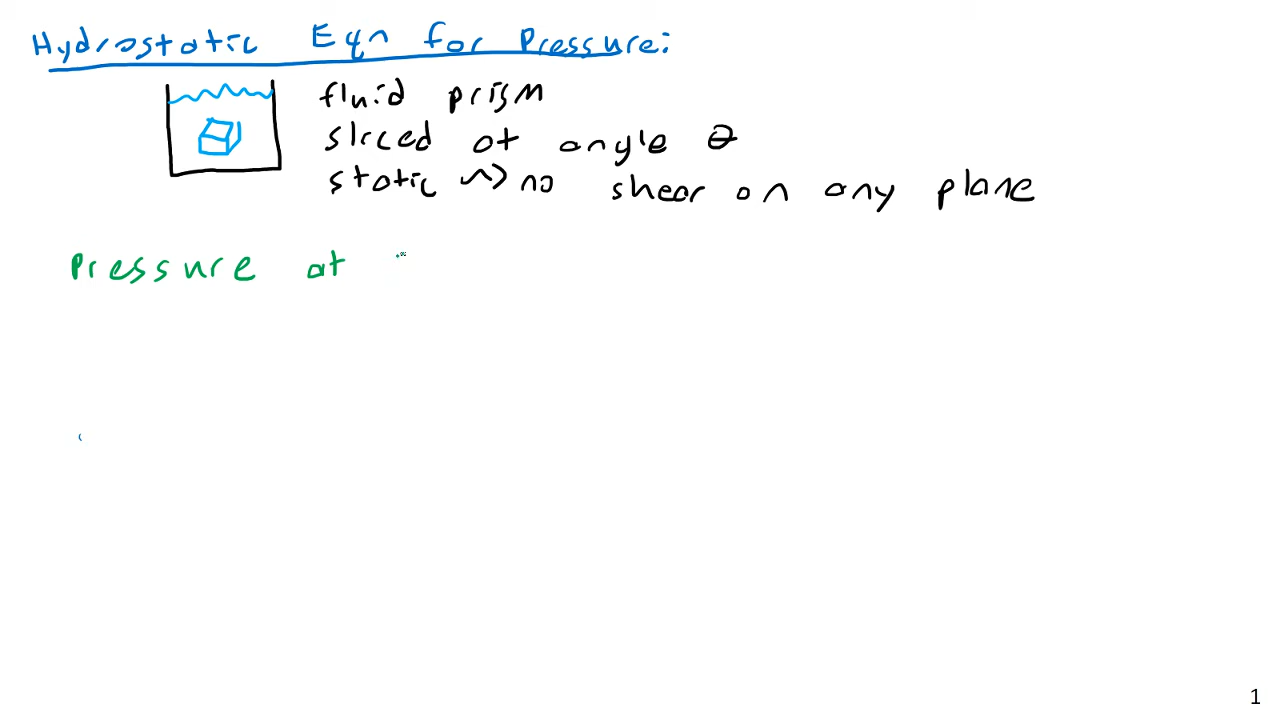 Hydrostatic Eqn for Pressure:
fluid prism
sliced at angle θ
static ⇝ no shear on any plane
Pressure at
1